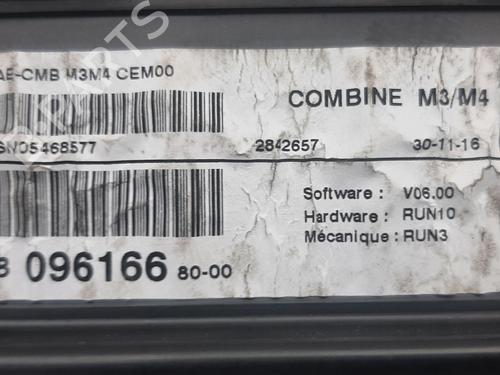 AE-CMB M3M4 CEM00
COMBINE M3/M4
SN05468577
2842657
30-11-16
Software : V06.00
Hardware : RUN10
Mécanique : RUN3
096166 80-00
PARTS